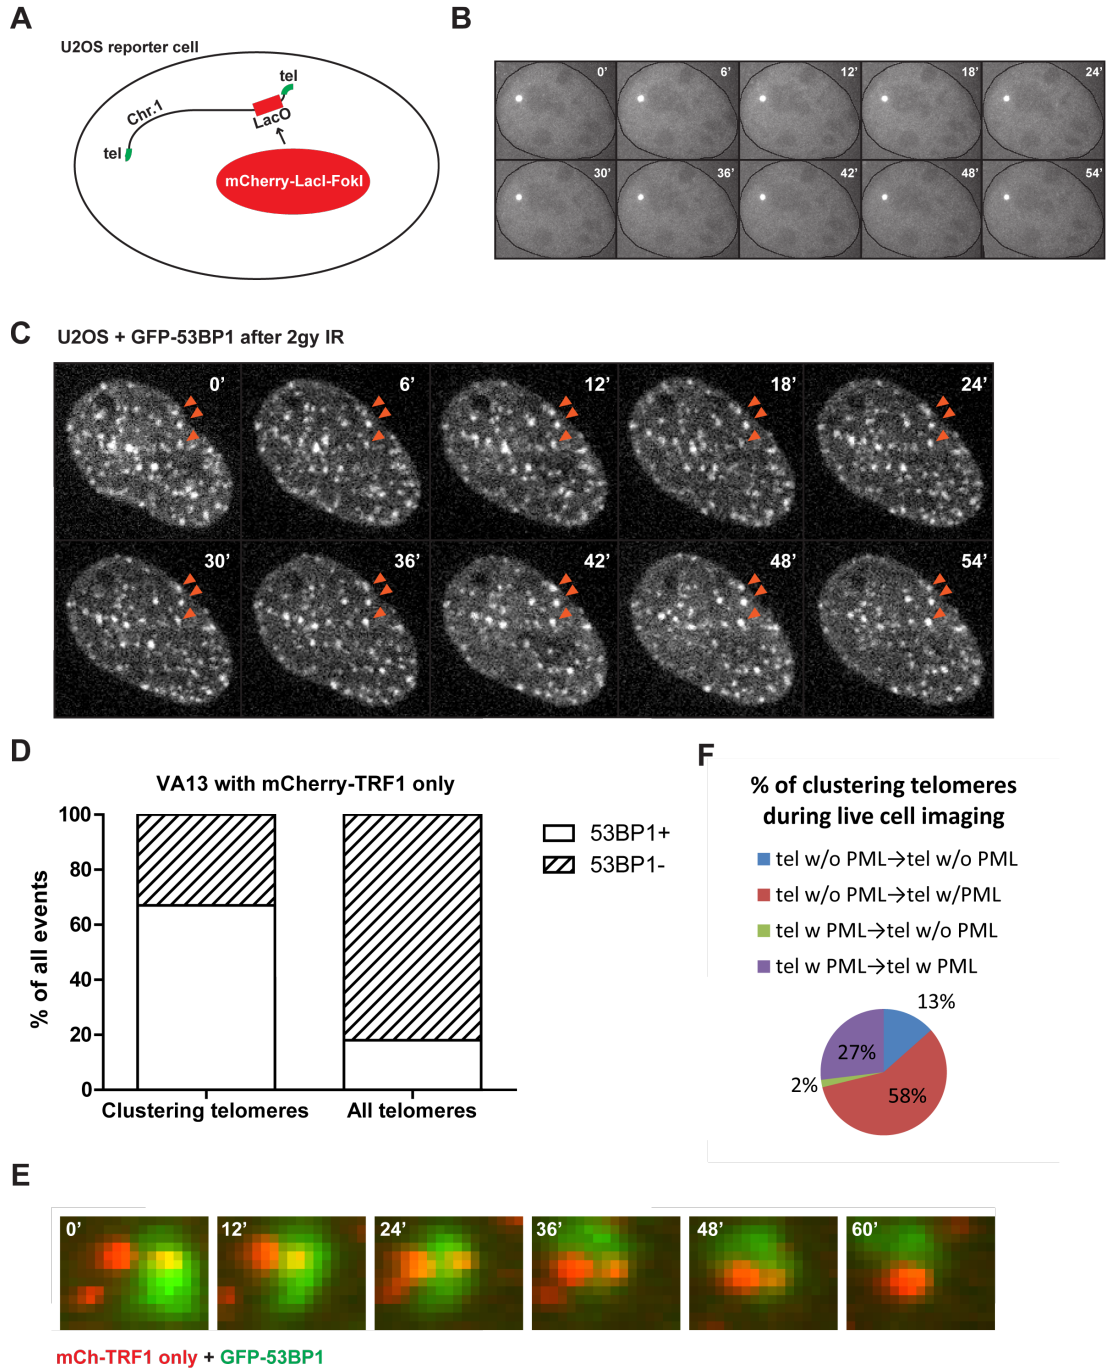 A
U2OS reporter cell
tel
Chr.1
LacO
tel
mCherry-LacI-FokI
B
0’
6’
12’
18’
24’
30’
36’
42’
48’
54’
C
U2OS + GFP-53BP1 after 2gy IR
0’
6’
12’
18’
24’
30’
36’
42’
48’
54’
D
VA13 with mCherry-TRF1 only
% of all events
100
80
60
40
20
0
Clustering telomeres
All telomeres
53BP1+
53BP1-
F
% of clustering telomeres
during live cell imaging
tel w/o PML→tel w/o PML
tel w/o PML→tel w/PML
tel w PML→tel w/o PML
tel w PML→tel w PML
13%
27%
2%
58%
E
0’
12’
24’
36’
48’
60’
mCh-TRF1 only + GFP-53BP1